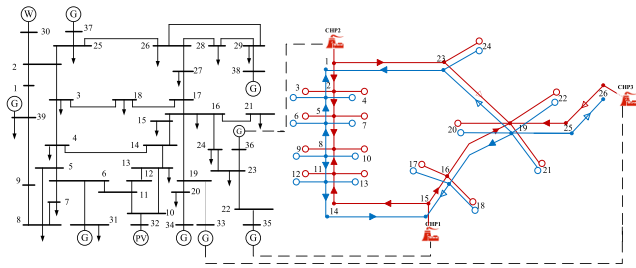 W G 37 CHP2
30 25 26 28 29 23 24
2 27 38 1 CHP3
1 G 3 2 4 22 26
G 3 18 17 16 21 5
39 15 G 6 7 20 19 25
4 14 24 36 8
5 13 23 9 10 17 16 21
9 6 12 19 11
7 11 20 12 13 18
8 10 22 14 15
G 31 PV 32 G 34 G 33 G 35 CHP1